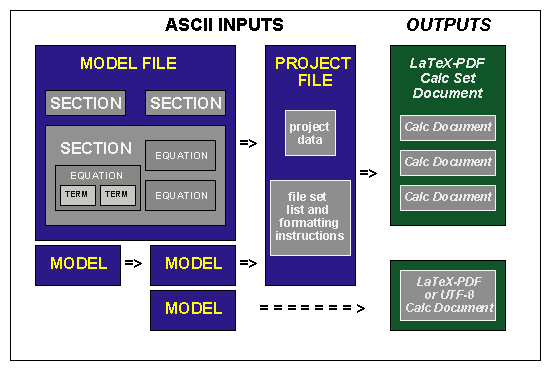 ASCII INPUTS
OUTPUTS
MODEL FILE
SECTION
SECTION
SECTION
EQUATION
EQUATION
TERM
TERM
EQUATION
=>
PROJECT
FILE
project
data
file set
list and
formatting
instructions
=>
LaTeX-PDF
Calc Set
Document
Calc Document
Calc Document
Calc Document
MODEL
=>
MODEL
=>
MODEL
= = = = = = = >
LaTeX-PDF
or UTF-8
Calc Document